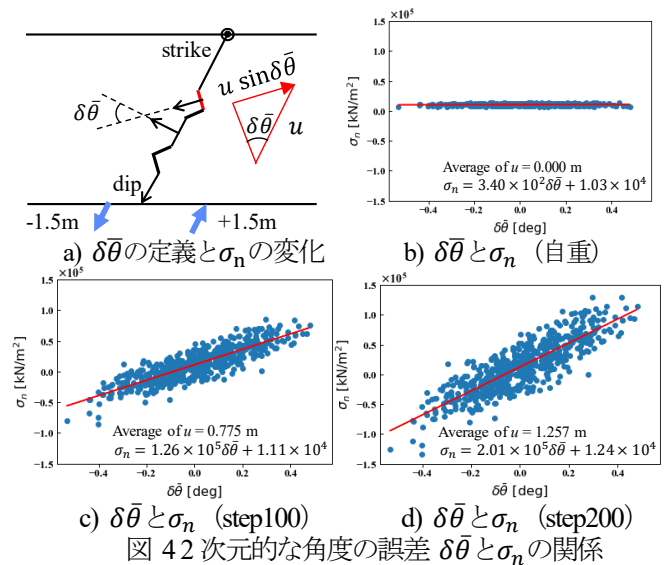 strike
u sinδθ̄
δθ̄
δθ̄
u
dip
-1.5m
+1.5m
a) δθ̄の定義とσnの変化
×10⁵
1.5
1.0
0.5
0.0
-0.5
-1.0
-1.5
σn [kN/m²]
Average of u = 0.000 m
σn = 3.40 × 10²δθ̄ + 1.03 × 10⁴
-0.4 -0.2 0.0 0.2 0.4
δθ̄ [deg]
b) δθ̄とσn（自重）
×10⁵
1.5
1.0
0.5
0.0
-0.5
-1.0
-1.5
σn [kN/m²]
Average of u = 0.775 m
σn = 1.26 × 10⁵δθ̄ + 1.11 × 10⁴
-0.4 -0.2 0.0 0.2 0.4
δθ̄ [deg]
c) δθ̄とσn（step100）
×10⁵
1.5
1.0
0.5
0.0
-0.5
-1.0
-1.5
σn [kN/m²]
Average of u = 1.257 m
σn = 2.01 × 10⁵δθ̄ + 1.24 × 10⁴
-0.4 -0.2 0.0 0.2 0.4
δθ̄ [deg]
d) δθ̄とσn（step200）
図 4 2 次元的な角度の誤差 δθ̄とσnの関係